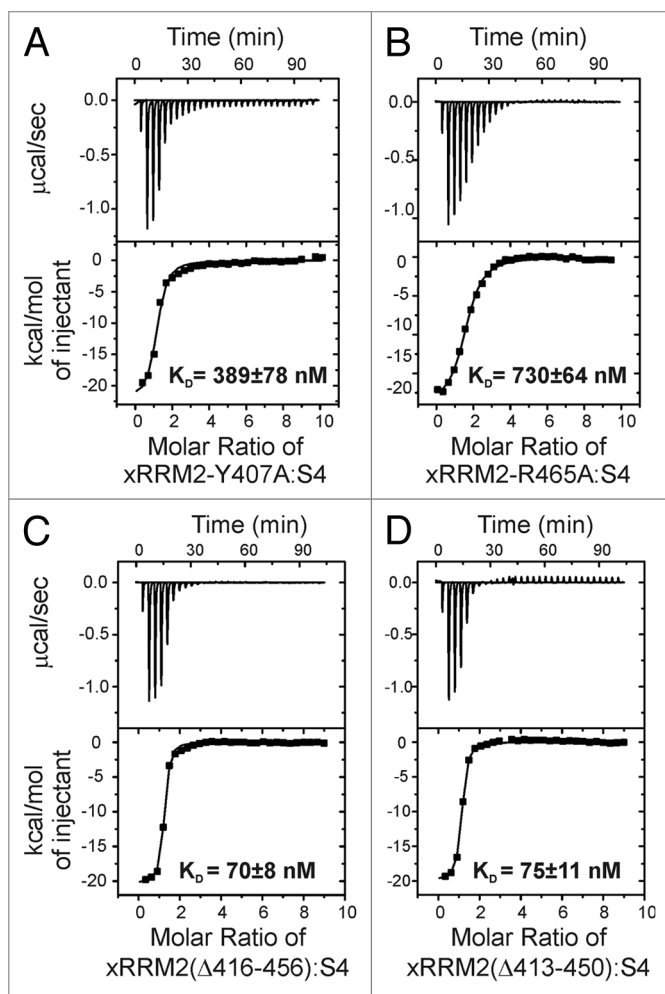 A
Time (min)
0 30 60 90
0.0
-0.5
-1.0
µcal/sec
0
-5
-10
-15
-20
kcal/mol
of injectant
K_D= 389±78 nM
0 2 4 6 8 10
Molar Ratio of
xRRM2-Y407A:S4
B
Time (min)
0 30 60 90
0.0
-0.5
-1.0
0
-5
-10
-15
-20
K_D= 730±64 nM
0 2 4 6 8 10
Molar Ratio of
xRRM2-R465A:S4
C
Time (min)
0 30 60 90
0.0
-0.5
-1.0
µcal/sec
0
-5
-10
-15
-20
kcal/mol
of injectant
K_D= 70±8 nM
0 2 4 6 8 10
Molar Ratio of
xRRM2(Δ416-456):S4
D
Time (min)
0 30 60 90
0.0
-0.5
-1.0
0
-5
-10
-15
-20
K_D= 75±11 nM
0 2 4 6 8 10
Molar Ratio of
xRRM2(Δ413-450):S4